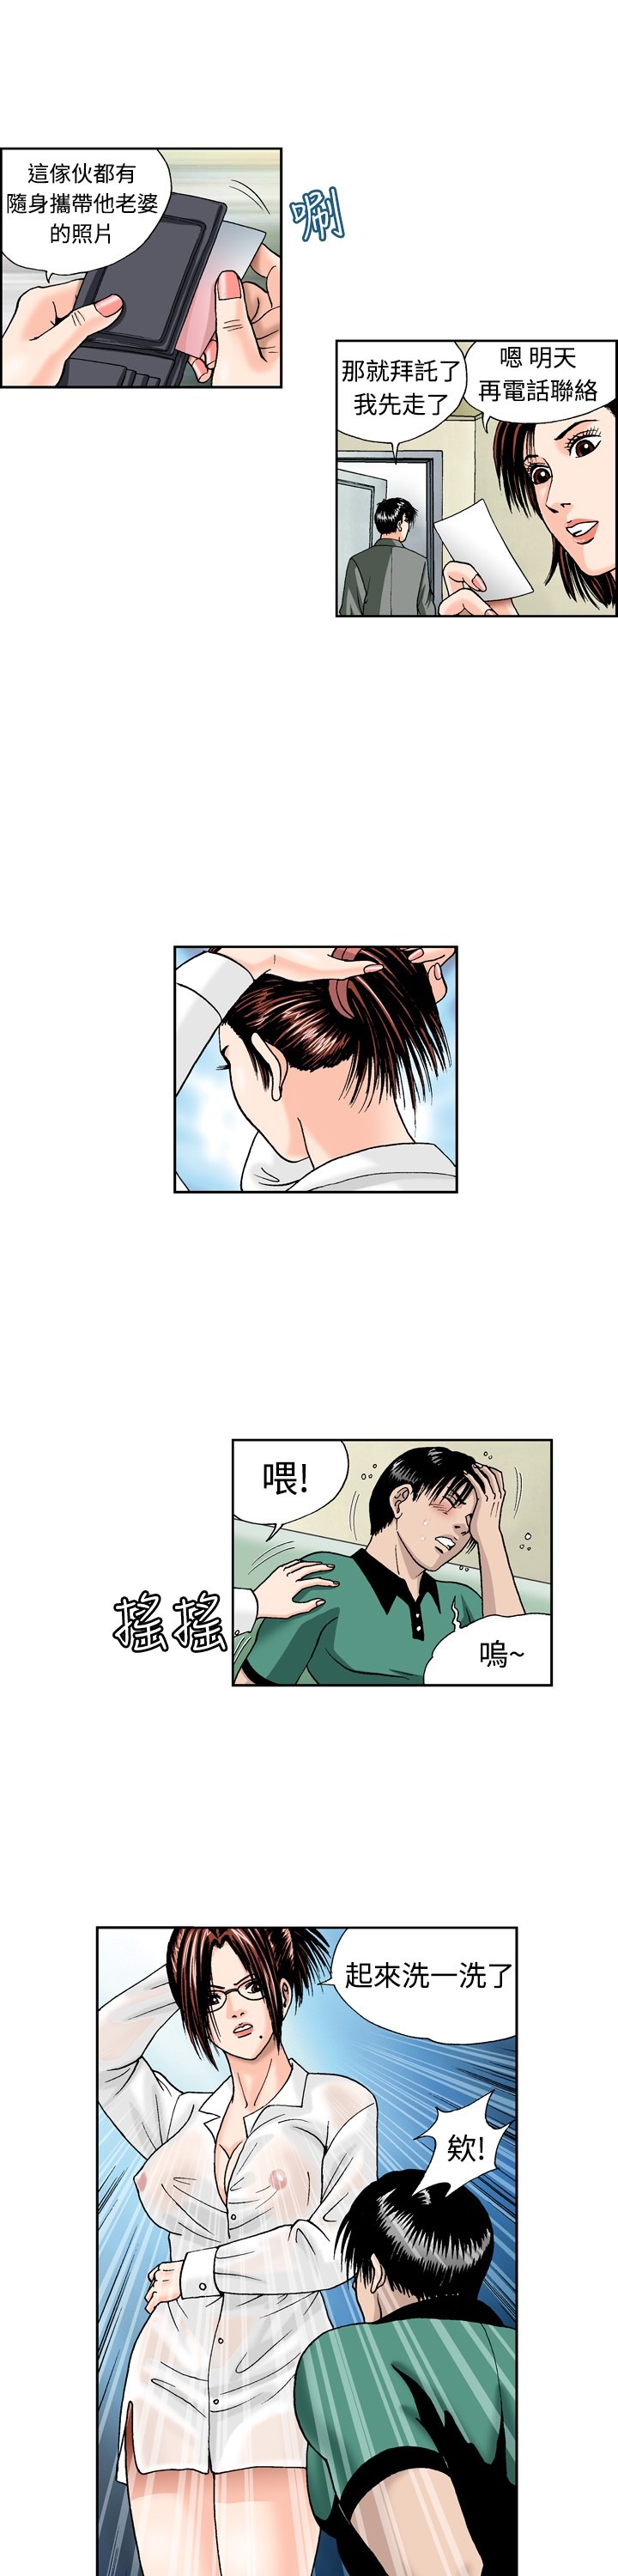 這傢伙都有
隨身攜帶他老婆
的照片
唰
那就拜託了
我先走了
嗯 明天
再電話聯絡
喂!
搖搖
嗚~
起來洗一洗了
欸!